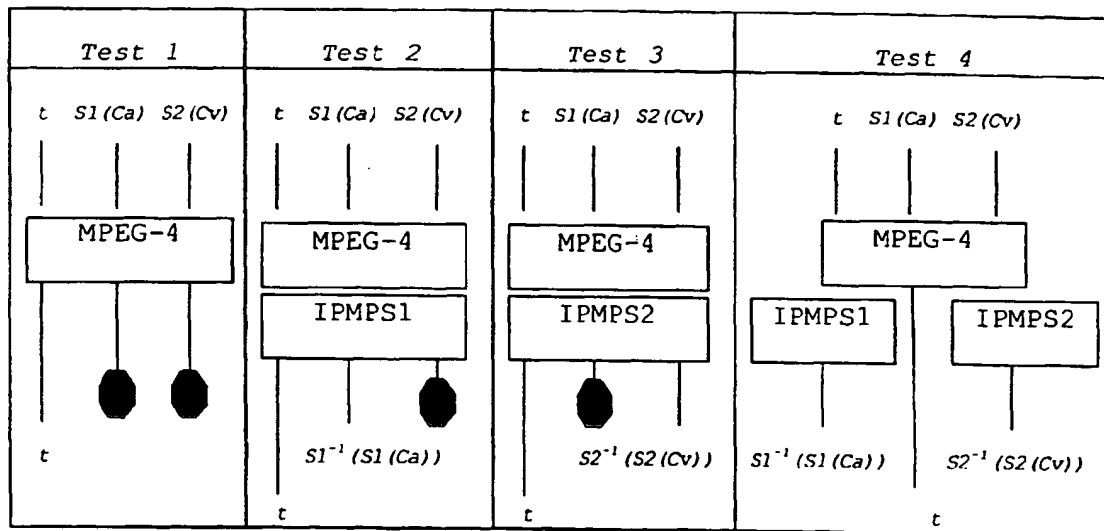 Test 1
Test 2
Test 3
Test 4
t S1(Ca) S2(Cv)
t S1(Ca) S2(Cv)
t S1(Ca) S2(Cv)
t S1(Ca) S2(Cv)
MPEG-4
MPEG-4
MPEG-4
MPEG-4
IPMPS1
IPMPS2
IPMPS1
IPMPS2
t
S1⁻¹(S1(Ca))
S2⁻¹(S2(Cv))
S1⁻¹(S1(Ca))
S2⁻¹(S2(Cv))
t
t
t